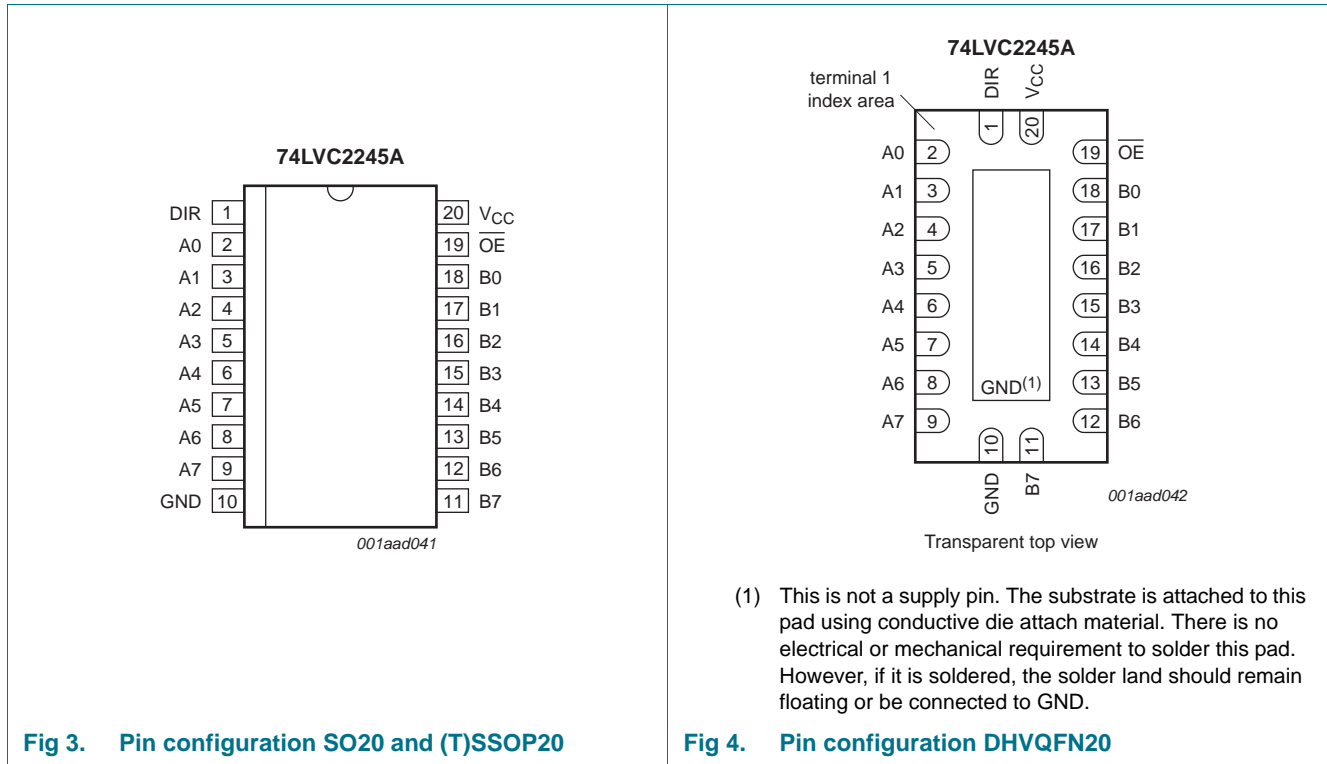 74LVC2245A
DIR 1
A0 2
A1 3
A2 4
A3 5
A4 6
A5 7
A6 8
A7 9
GND 10
20 VCC
19 OE
18 B0
17 B1
16 B2
15 B3
14 B4
13 B5
12 B6
11 B7
001aad041
Fig 3. Pin configuration SO20 and (T)SSOP20
74LVC2245A
terminal 1
index area
DIR
VCC
1
20
A0 2
A1 3
A2 4
A3 5
A4 6
A5 7
A6 8
A7 9
19 OE
18 B0
17 B1
16 B2
15 B3
14 B4
13 B5
12 B6
GND(1)
10
11
GND
B7
001aad042
Transparent top view
(1) This is not a supply pin. The substrate is attached to this
pad using conductive die attach material. There is no
electrical or mechanical requirement to solder this pad.
However, if it is soldered, the solder land should remain
floating or be connected to GND.
Fig 4. Pin configuration DHVQFN20